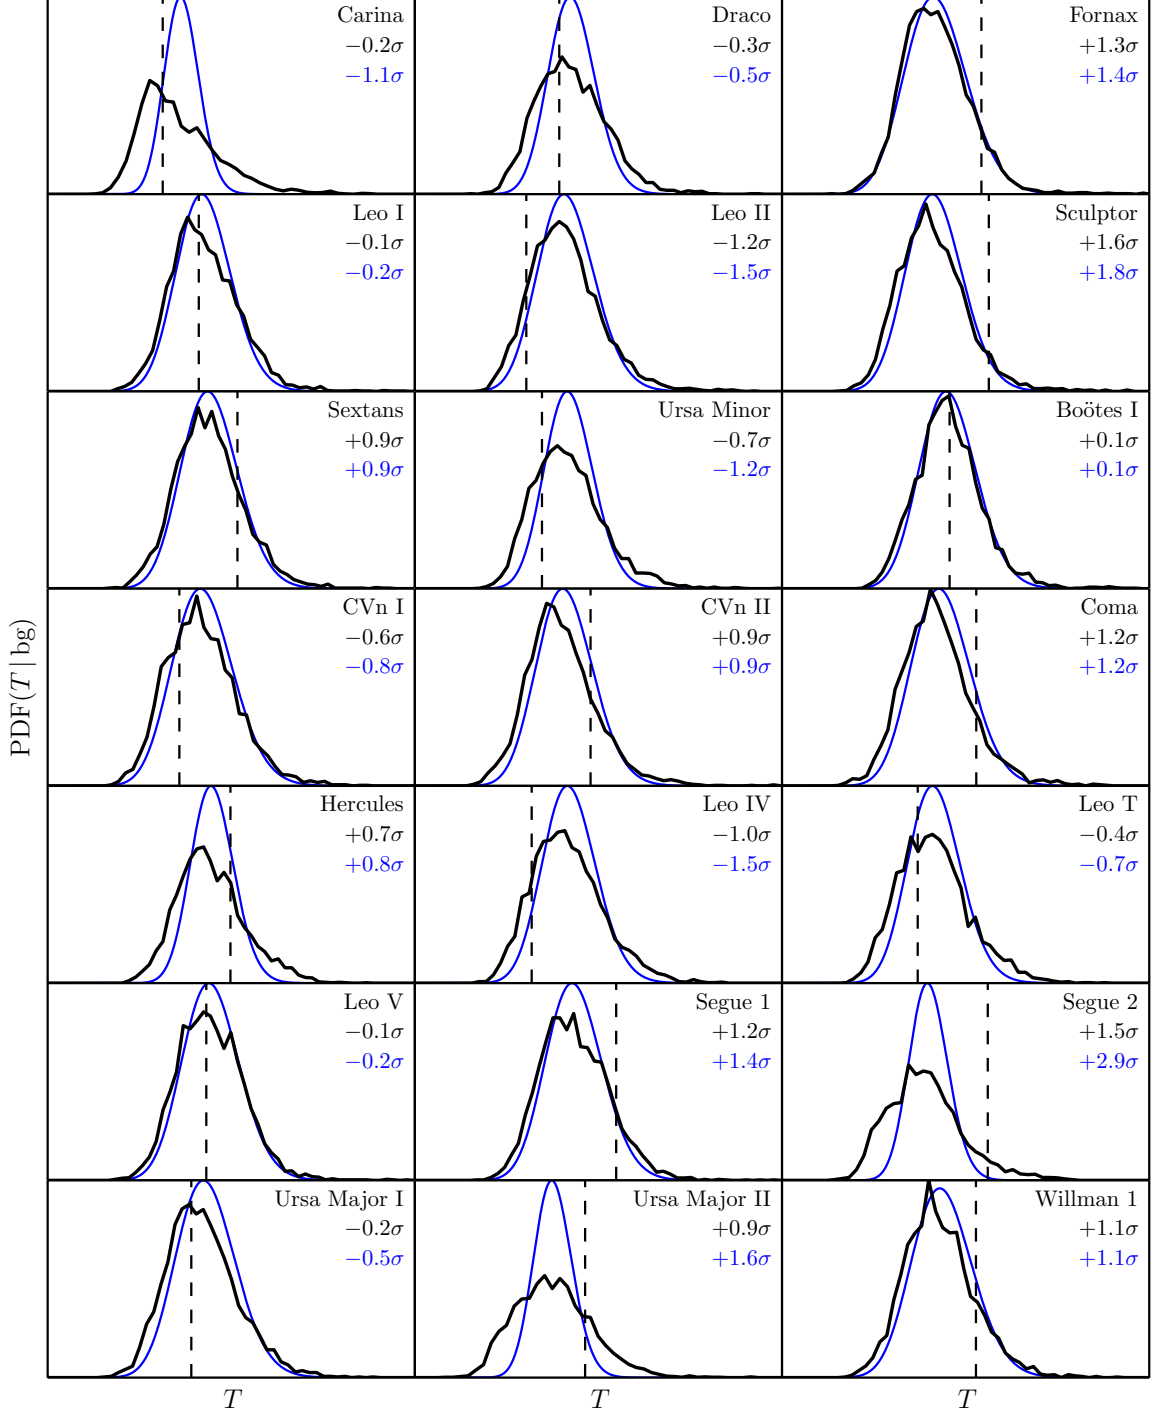 Carina
−0.2σ
−1.1σ
Draco
−0.3σ
−0.5σ
Fornax
+1.3σ
+1.4σ
Leo I
−0.1σ
−0.2σ
Leo II
−1.2σ
−1.5σ
Sculptor
+1.6σ
+1.8σ
Sextans
+0.9σ
+0.9σ
Ursa Minor
−0.7σ
−1.2σ
Boötes I
+0.1σ
+0.1σ
CVn I
−0.6σ
−0.8σ
CVn II
+0.9σ
+0.9σ
Coma
+1.2σ
+1.2σ
PDF(T | bg)
Hercules
+0.7σ
+0.8σ
Leo IV
−1.0σ
−1.5σ
Leo T
−0.4σ
−0.7σ
Leo V
−0.1σ
−0.2σ
Segue 1
+1.2σ
+1.4σ
Segue 2
+1.5σ
+2.9σ
Ursa Major I
−0.2σ
−0.5σ
Ursa Major II
+0.9σ
+1.6σ
Willman 1
+1.1σ
+1.1σ
T
T
T